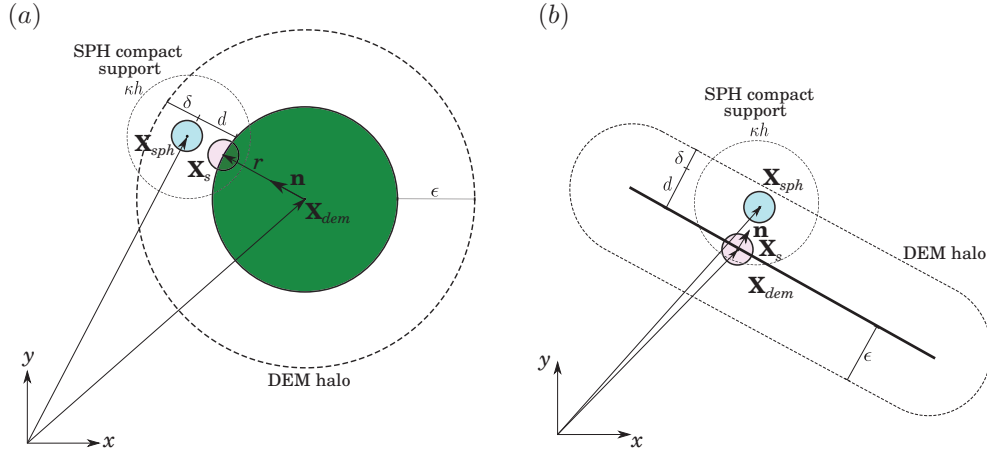 (a)
SPH compact
support
κh
δ
d
X_sph
X_s
r
n
X_dem
ϵ
DEM halo
y
x
(b)
SPH compact
support
κh
δ
d
X_sph
n
X_s
X_dem
DEM halo
ϵ
y
x